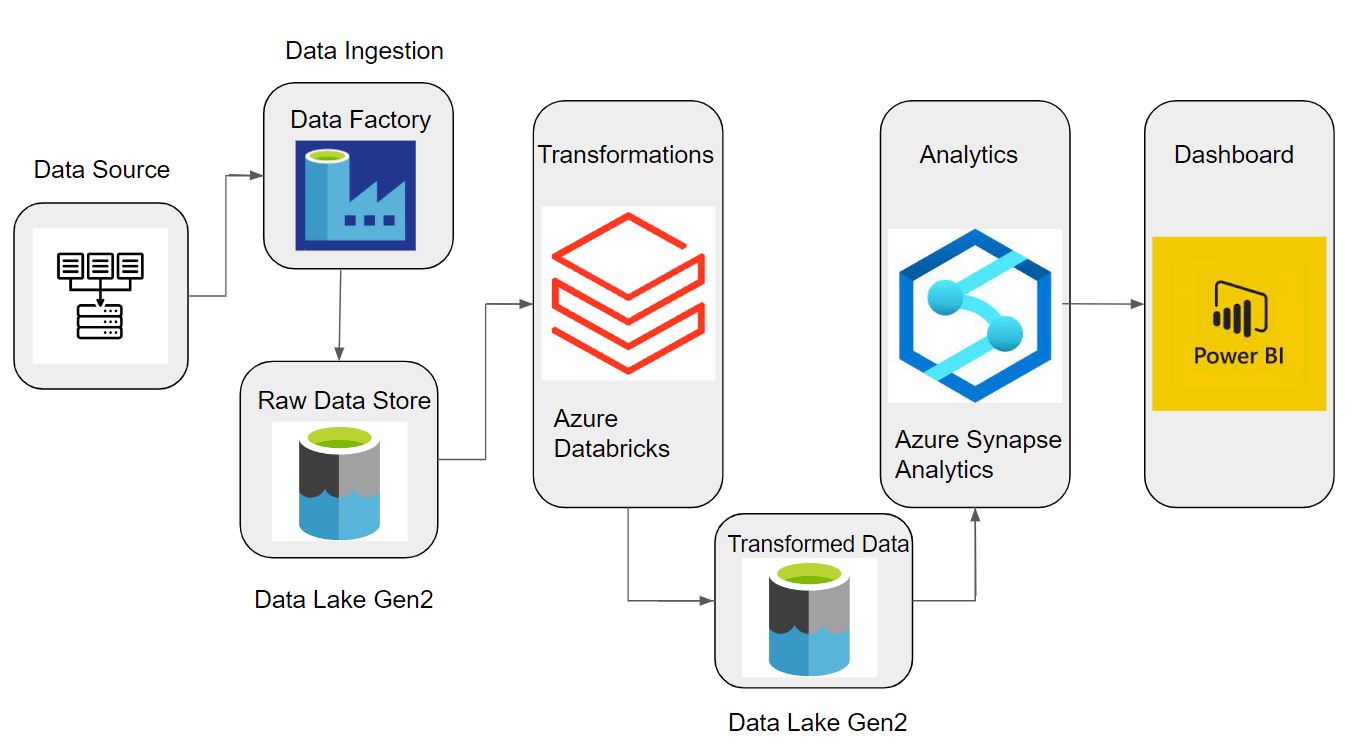 Data Source
Data Ingestion
Data Factory
Raw Data Store
Data Lake Gen2
Transformations
Azure
Databricks
Transformed Data
Data Lake Gen2
Analytics
Azure Synapse
Analytics
Dashboard
Power BI